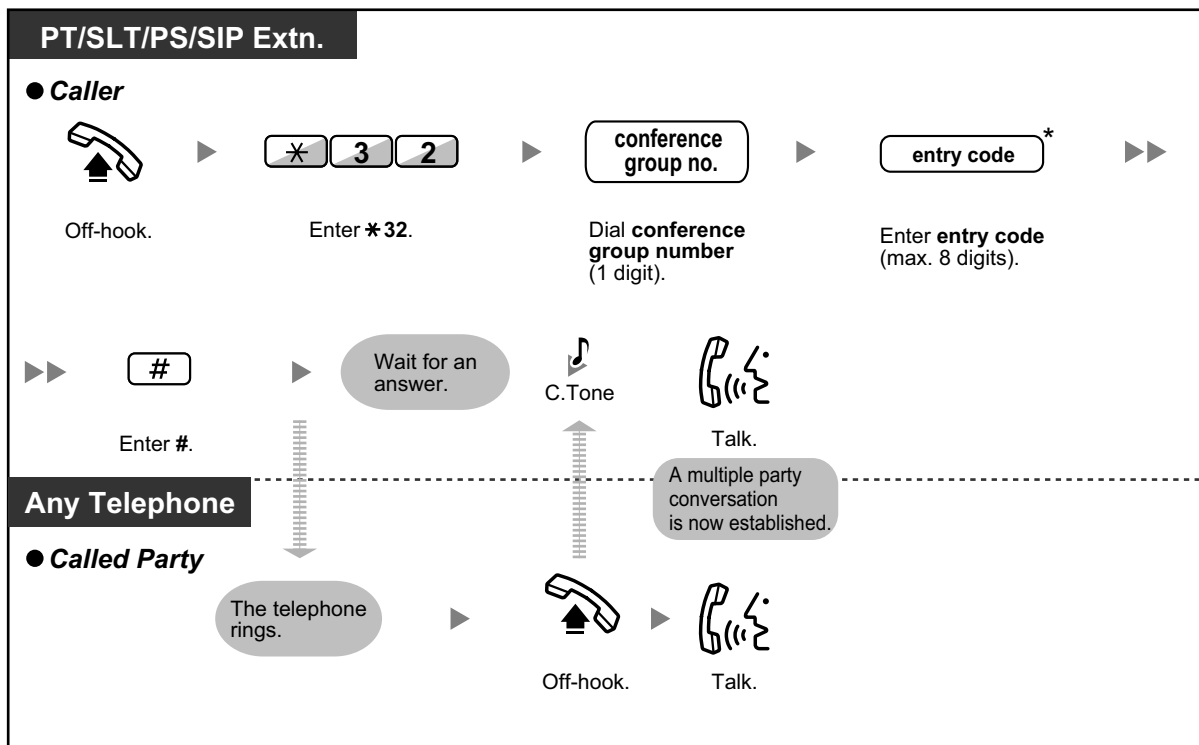 PT/SLT/PS/SIP Extn.
Caller
✳ 3 2
conference
group no.
entry code*
Off-hook.
Enter ✳32.
Dial conference
group number
(1 digit).
Enter entry code
(max. 8 digits).
#
Wait for an
answer.
C.Tone
Enter #.
Talk.
A multiple party
conversation
is now established.
Any Telephone
Called Party
The telephone
rings.
Off-hook.
Talk.